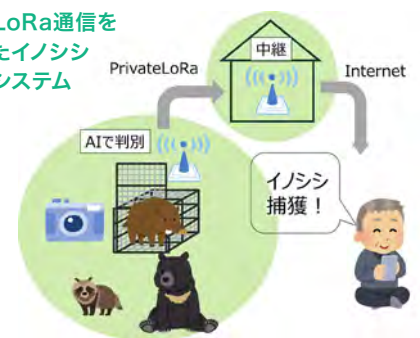 LoRa通信を
たイノシシ
システム
PrivateLoRa
中継
Internet
AIで判別
イノシシ
捕獲！